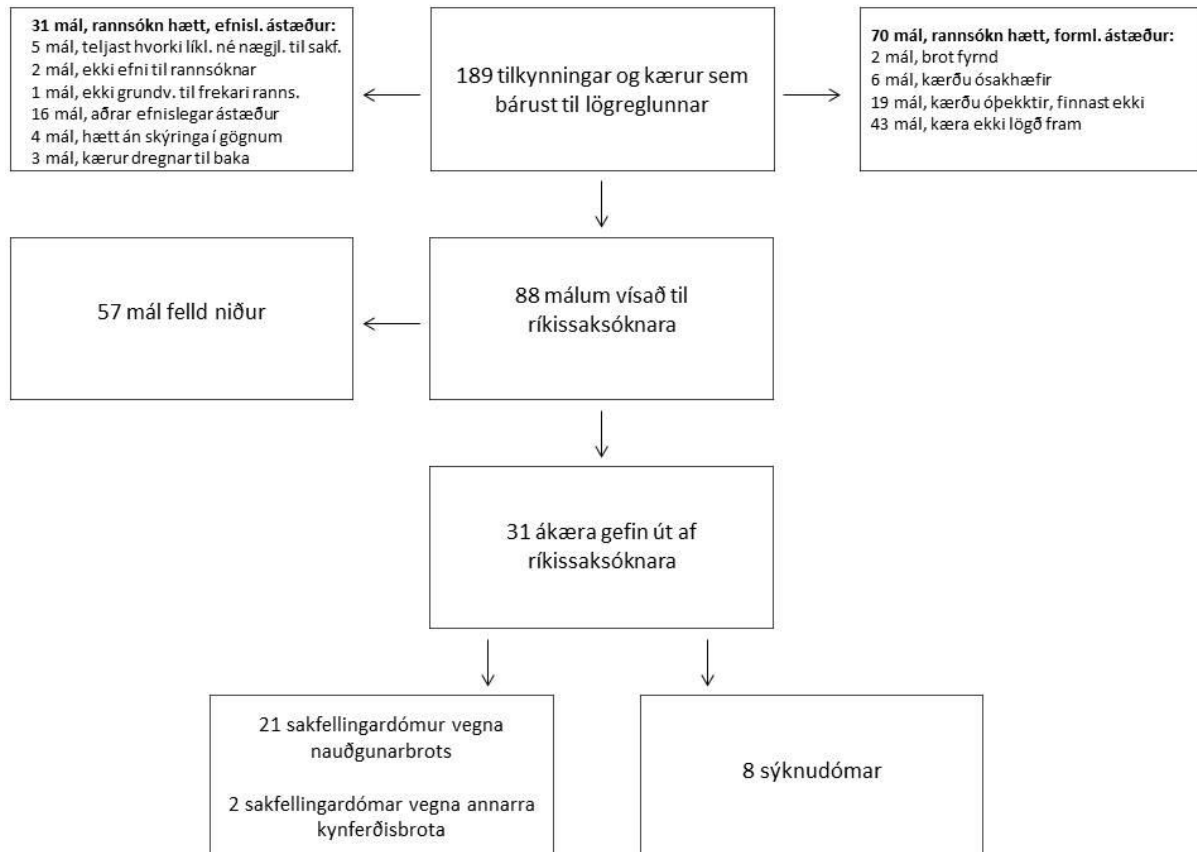 31 mál, rannsókn hætt, efnisl. ástæður:
5 mál, teljast hvorki líkl. né nægjl. til sakf.
2 mál, ekki efni til rannsóknar
1 mál, ekki grundv. til frekari ranns.
16 mál, aðrar efnislegar ástæður
4 mál, hætt án skýringa í gögnum
3 mál, kærur dregnar til baka
189 tilkynningar og kærur sem
bárust til lögreglunnar
70 mál, rannsókn hætt, forml. ástæður:
2 mál, brot fyrnd
6 mál, kærðu ósakhæfir
19 mál, kærðu óþekktir, finnast ekki
43 mál, kæra ekki lögð fram
57 mál felld niður
88 málum vísað til
ríkissaksóknara
31 ákæra gefin út af
ríkissaksóknara
21 sakfellingardómur vegna
nauðgunarbrots
2 sakfellingardómar vegna annarra
kynferðisbrota
8 sýknudómar